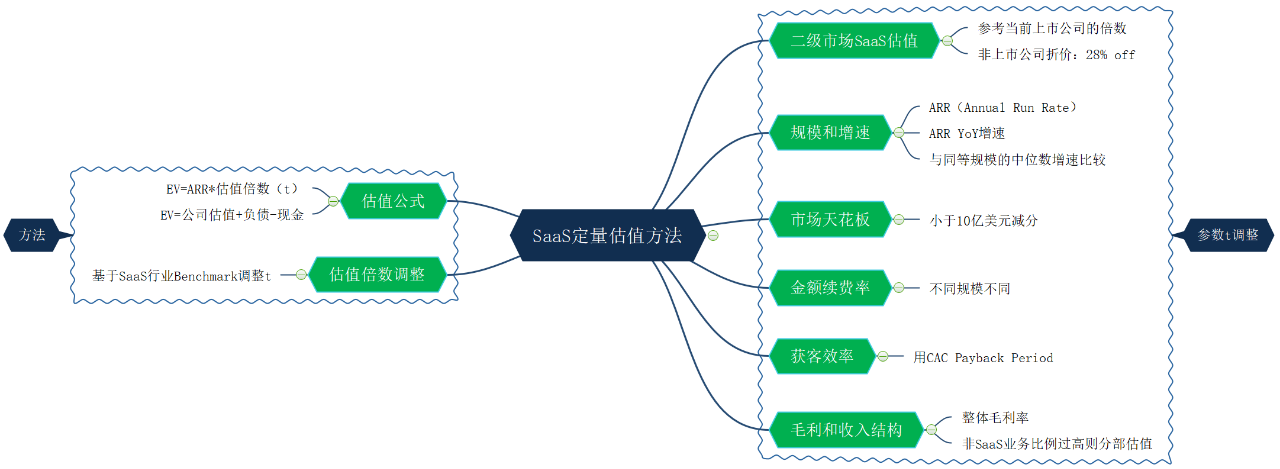 SaaS定量估值方法
方法
估值公式
EV=ARR*估值倍数（t）
EV=公司估值+负债-现金
估值倍数调整
基于SaaS行业Benchmark调整t
参数t调整
二级市场SaaS估值
参考当前上市公司的倍数
非上市公司折价：28% off
规模和增速
ARR（Annual Run Rate）
ARR YoY增速
与同等规模的中位数增速比较
市场天花板
小于10亿美元减分
金额续费率
不同规模不同
获客效率
用CAC Payback Period
毛利和收入结构
整体毛利率
非SaaS业务比例过高则分部估值